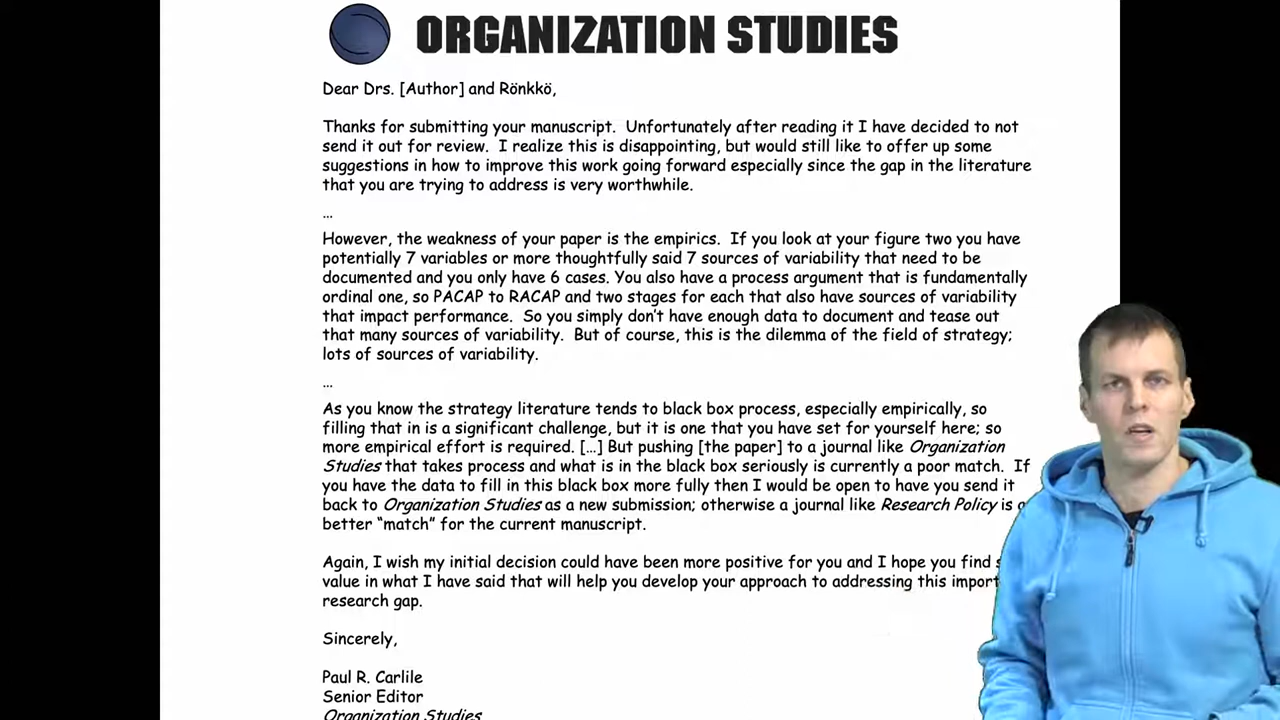 ORGANIZATION STUDIES
Dear Drs. [Author] and Rönkkö,
Thanks for submitting your manuscript. Unfortunately after reading it I have decided to not
send it out for review. I realize this is disappointing, but would still like to offer up some
suggestions in how to improve this work going forward especially since the gap in the literature
that you are trying to address is very worthwhile.
…
However, the weakness of your paper is the empirics. If you look at your figure two you have
potentially 7 variables or more thoughtfully said 7 sources of variability that need to be
documented and you only have 6 cases. You also have a process argument that is fundamentally
ordinal one, so PACAP to RACAP and two stages for each that also have sources of variability
that impact performance. So you simply don't have enough data to document and tease out
that many sources of variability. But of course, this is the dilemma of the field of strategy;
lots of sources of variability.
…
As you know the strategy literature tends to black box process, especially empirically, so
filling that in is a significant challenge, but it is one that you have set for yourself here; so
more empirical effort is required. […] But pushing [the paper] to a journal like Organization
Studies that takes process and what is in the black box seriously is currently a poor match. If
you have the data to fill in this black box more fully then I would be open to have you send it
back to Organization Studies as a new submission; otherwise a journal like Research Policy is
better “match” for the current manuscript.
Again, I wish my initial decision could have been more positive for you and I hope you find
value in what I have said that will help you develop your approach to addressing this
research gap.
Sincerely,
Paul R. Carlile
Senior Editor
Organization Studies